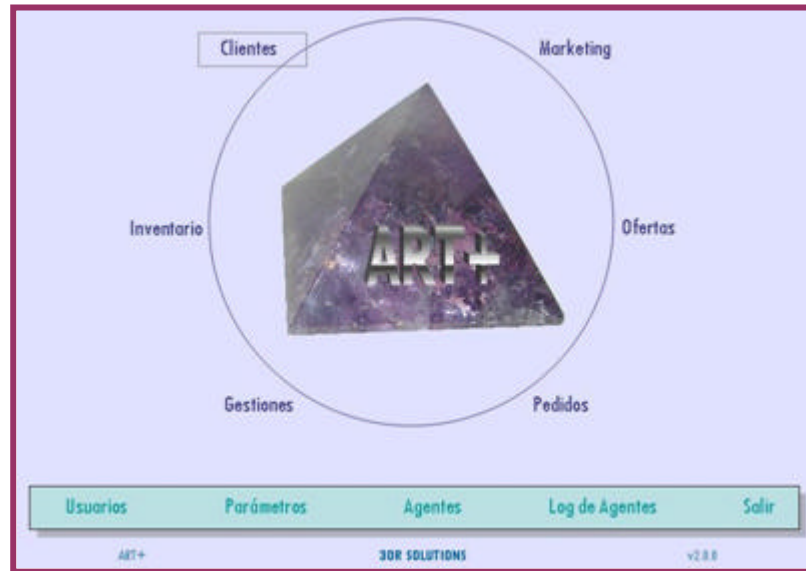 Clientes Marketing
ART+
Inventario Ofertas
Gestiones Pedidos
Usuarios Parámetros Agentes Log de Agentes Salir
ART+ 3DR SOLUTIONS v2.0.0